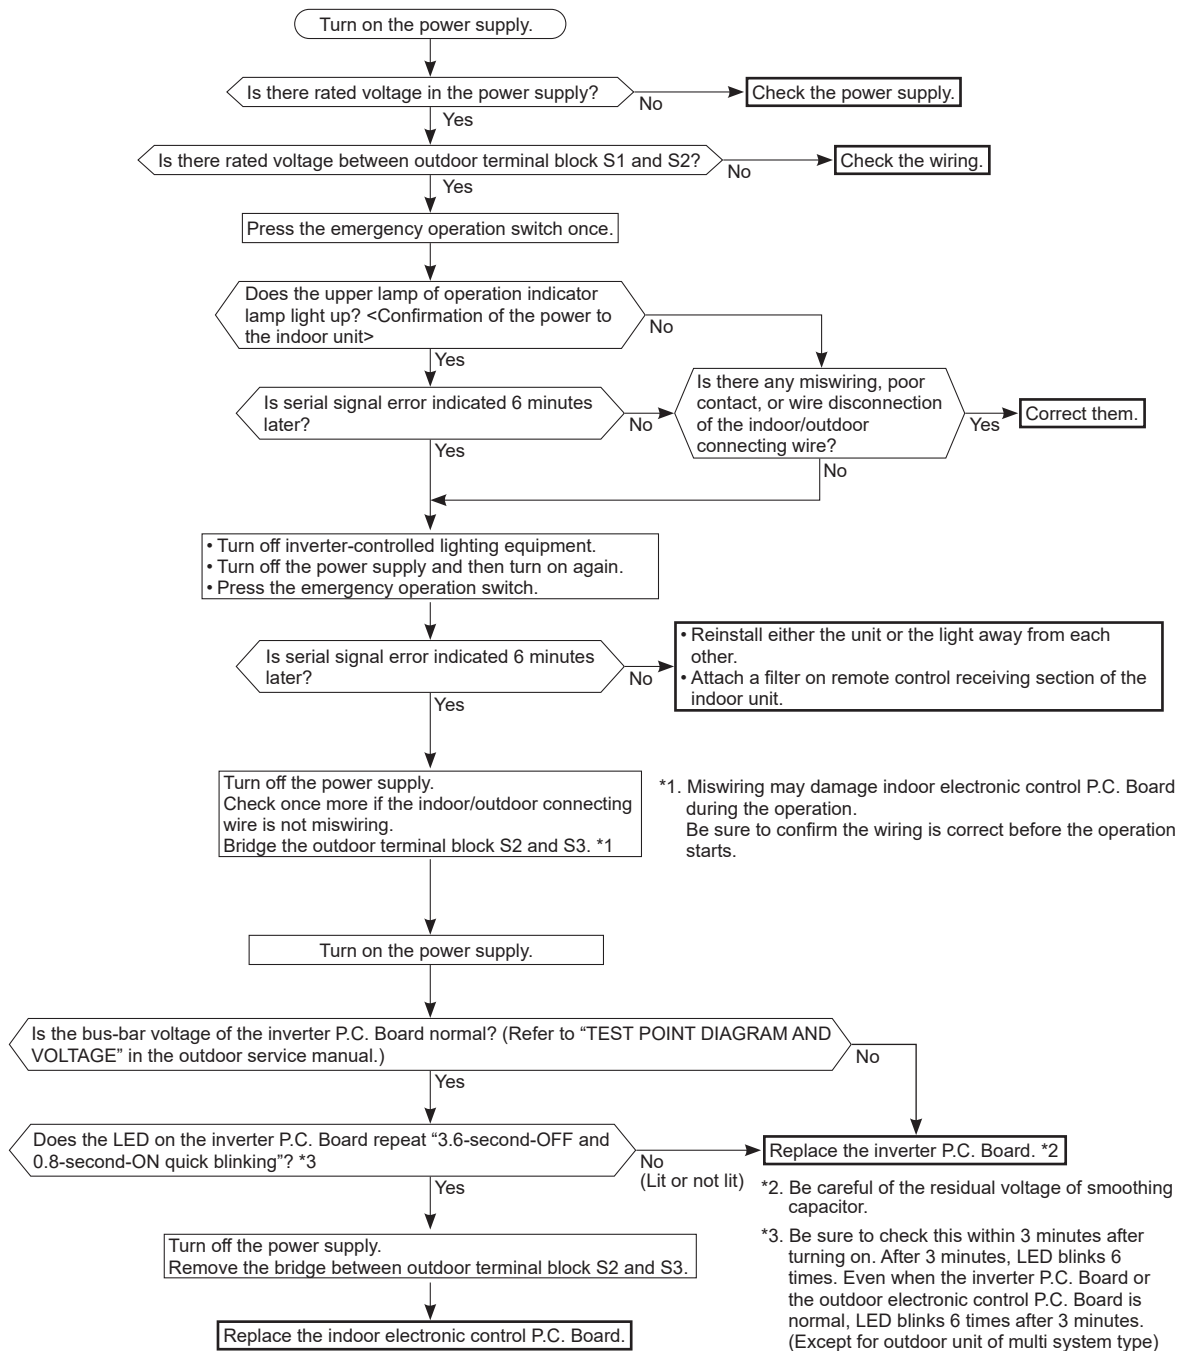 Turn on the power supply.
Is there rated voltage in the power supply?
No
Check the power supply.
Yes
Is there rated voltage between outdoor terminal block S1 and S2?
No
Check the wiring.
Yes
Press the emergency operation switch once.
Does the upper lamp of operation indicator
lamp light up? <Confirmation of the power to
the indoor unit>
No
Yes
Is serial signal error indicated 6 minutes
later?
No
Is there any miswiring, poor
contact, or wire disconnection
of the indoor/outdoor
connecting wire?
Yes
Correct them.
Yes
No
• Turn off inverter-controlled lighting equipment.
• Turn off the power supply and then turn on again.
• Press the emergency operation switch.
Is serial signal error indicated 6 minutes
later?
No
• Reinstall either the unit or the light away from each
other.
• Attach a filter on remote control receiving section of the
indoor unit.
Yes
Turn off the power supply.
Check once more if the indoor/outdoor connecting
wire is not miswiring.
Bridge the outdoor terminal block S2 and S3. *1
*1. Miswiring may damage indoor electronic control P.C. Board
during the operation.
Be sure to confirm the wiring is correct before the operation
starts.
Turn on the power supply.
Is the bus-bar voltage of the inverter P.C. Board normal? (Refer to “TEST POINT DIAGRAM AND
VOLTAGE” in the outdoor service manual.)
No
Yes
Does the LED on the inverter P.C. Board repeat “3.6-second-OFF and
0.8-second-ON quick blinking”? *3
No
(Lit or not lit)
Replace the inverter P.C. Board. *2
Yes
*2. Be careful of the residual voltage of smoothing
capacitor.
*3. Be sure to check this within 3 minutes after
turning on. After 3 minutes, LED blinks 6
times. Even when the inverter P.C. Board or
the outdoor electronic control P.C. Board is
normal, LED blinks 6 times after 3 minutes.
(Except for outdoor unit of multi system type)
Turn off the power supply.
Remove the bridge between outdoor terminal block S2 and S3.
Replace the indoor electronic control P.C. Board.